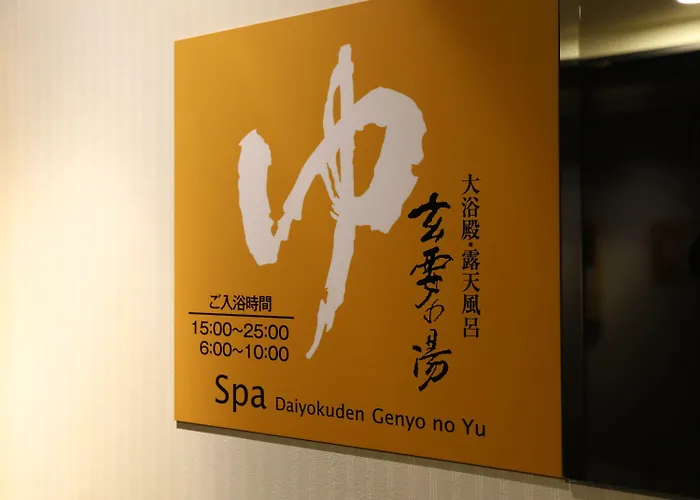 ゆ
大浴殿・露天風呂
玄要の湯
ご入浴時間
15:00～25:00
6:00～10:00
Spa Daiyokuden Genyo no Yu